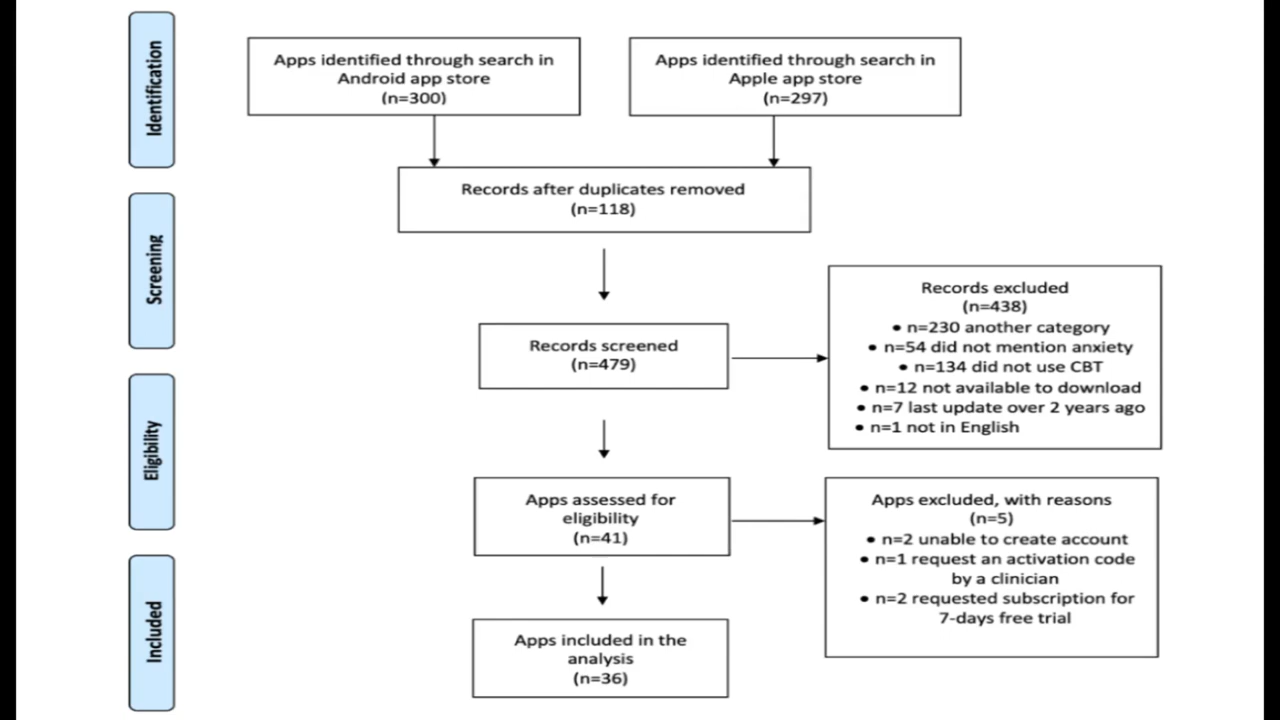 Identification
Apps identified through search in
Android app store
(n=300)
Apps identified through search in
Apple app store
(n=297)
Records after duplicates removed
(n=118)
Screening
Records screened
(n=479)
Records excluded
(n=438)
• n=230 another category
• n=54 did not mention anxiety
• n=134 did not use CBT
• n=12 not available to download
• n=7 last update over 2 years ago
• n=1 not in English
Eligibility
Apps assessed for
eligibility
(n=41)
Apps excluded, with reasons
(n=5)
• n=2 unable to create account
• n=1 request an activation code
by a clinician
• n=2 requested subscription for
7-days free trial
Included
Apps included in the
analysis
(n=36)